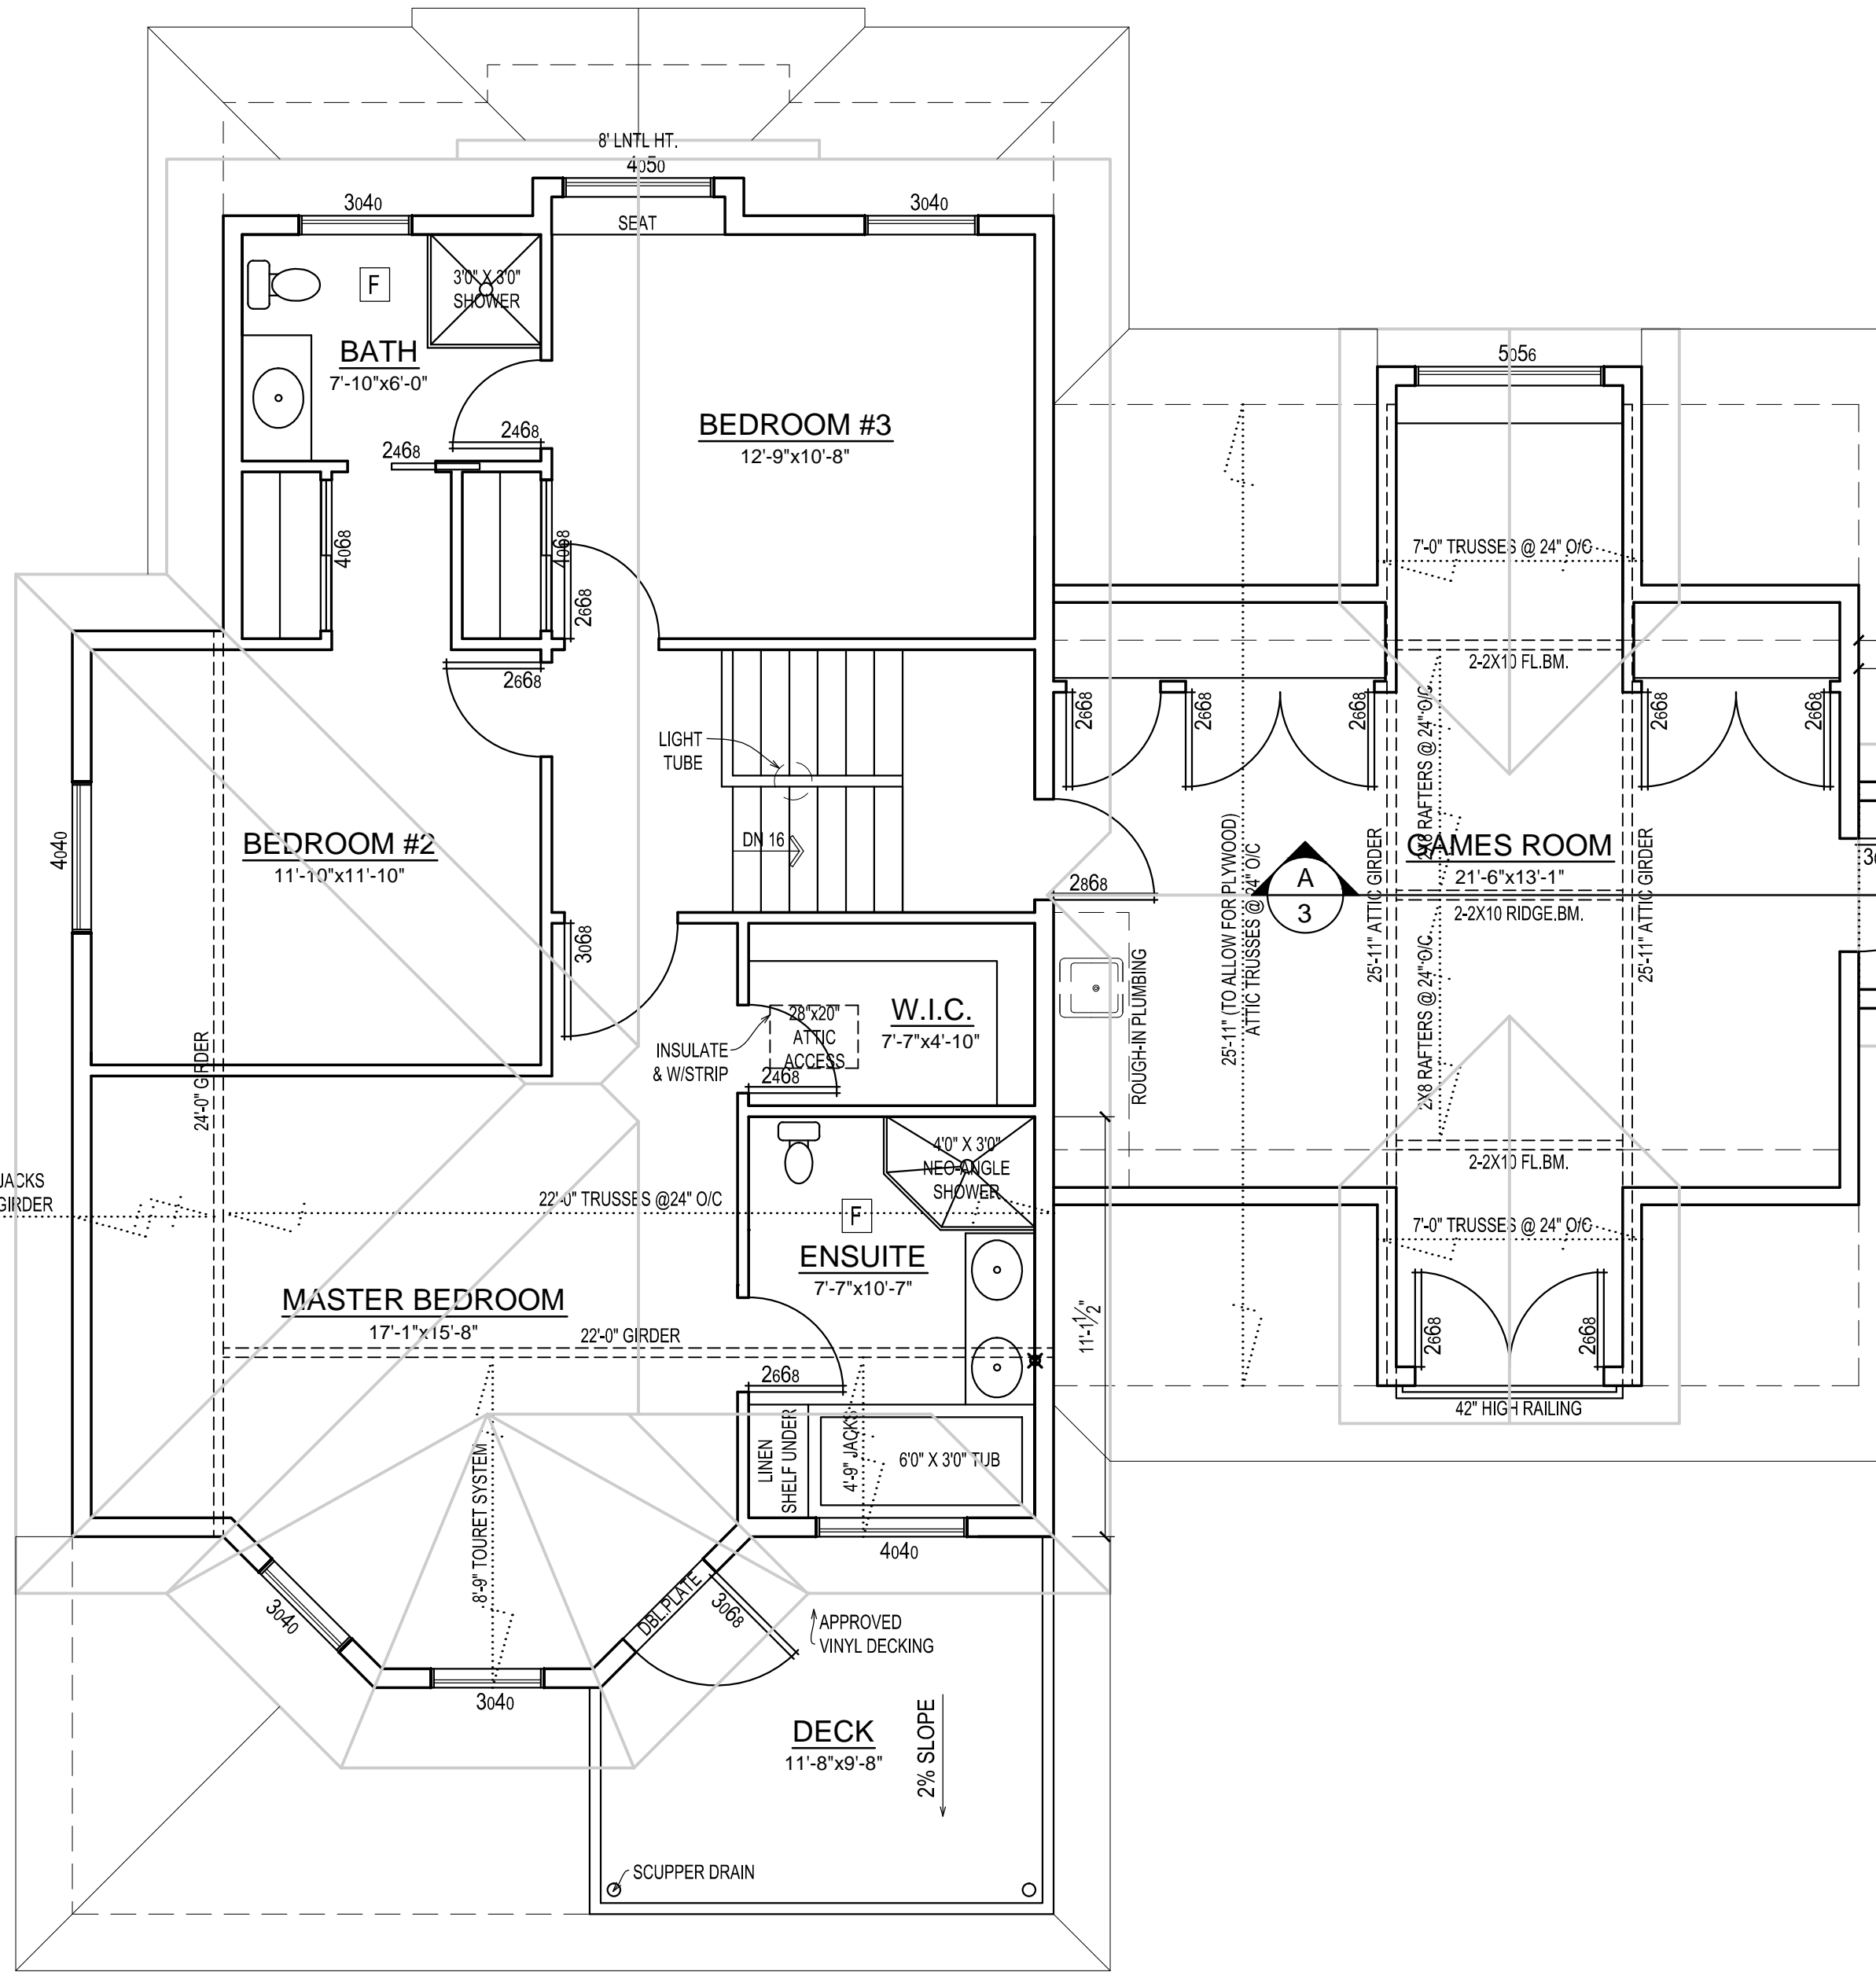 8' LNTL HT.
4050
3040
3040
SEAT
3'0" X 3'0"
SHOWER
F
BATH
7'-10"x6'-0"
2468
2468
BEDROOM #3
12'-9"x10'-8"
4068
4068
2668
2668
LIGHT
TUBE
DN 16
BEDROOM #2
11'-10"x11'-10"
4040
3068
2868
5056
7'-0" TRUSSES @ 24" O/C
2-2X10 FL.BM.
2668
2668
2668
2668
2668
2X8 RAFTERS @ 24" O/C
GAMES ROOM
21'-6"x13'-1"
2-2X10 RIDGE.BM.
A
3
25'-11" (TO ALLOW FOR PLYWOOD)
ATTIC TRUSSES @ 24" O/C
25'-11" ATTIC GIRDER
25'-11" ATTIC GIRDER
2X8 RAFTERS @ 24" O/C
ROUGH-IN PLUMBING
2-2X10 FL.BM.
7'-0" TRUSSES @ 24" O/C
2668
2668
42" HIGH RAILING
W.I.C.
7'-7"x4'-10"
28"x20"
ATTIC
ACCESS
INSULATE
& W/STRIP
2468
24'-0" GIRDER
JACKS
GIRDER
22'-0" TRUSSES @24" O/C
4'0" X 3'0"
NEO-ANGLE
SHOWER
F
ENSUITE
7'-7"x10'-7"
MASTER BEDROOM
17'-1"x15'-8"
22'-0" GIRDER
11'-1½"
2668
LINEN
SHELF UNDER
4'-9" JACKS
6'0" X 3'0" TUB
8'-9" TOURET SYSTEM
4040
3040
3040
DBL.PLATE
3068
APPROVED
VINYL DECKING
DECK
11'-8"x9'-8"
2% SLOPE
SCUPPER DRAIN